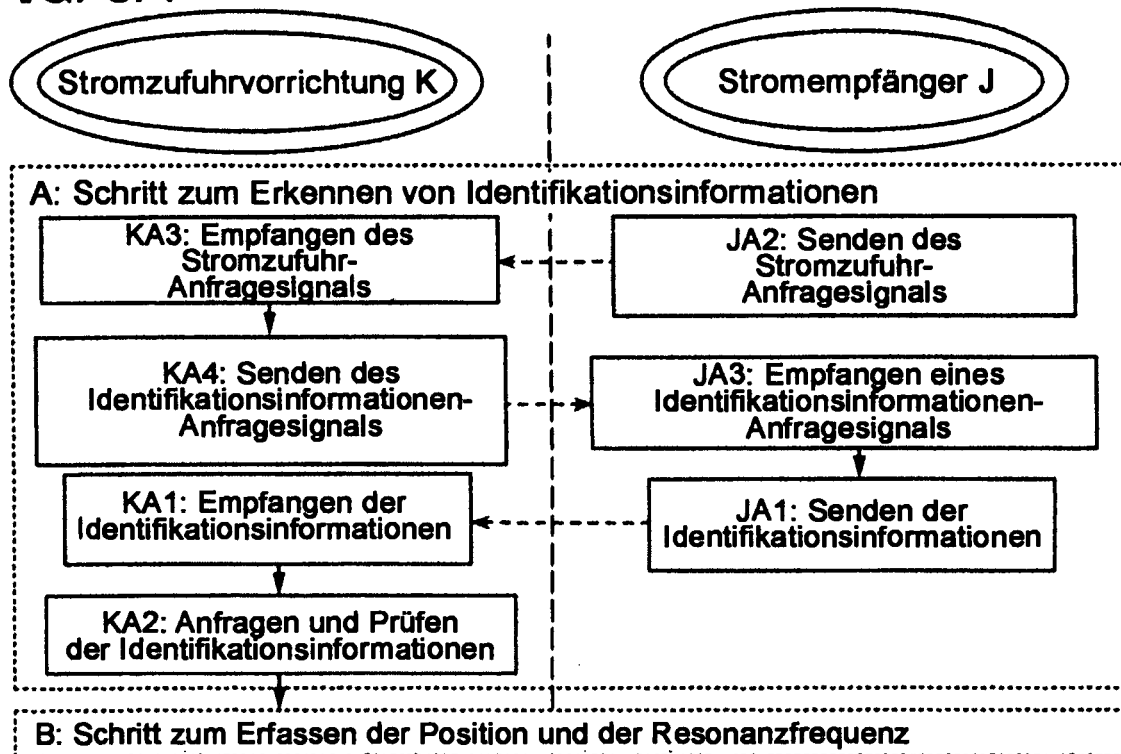 Stromzufuhrvorrichtung K
Stromempfänger J
A: Schritt zum Erkennen von Identifikationsinformationen
KA3: Empfangen des
Stromzufuhr-
Anfragesignals
JA2: Senden des
Stromzufuhr-
Anfragesignals
KA4: Senden des
Identifikationsinformationen-
Anfragesignals
JA3: Empfangen eines
Identifikationsinformationen-
Anfragesignals
KA1: Empfangen der
Identifikationsinformationen
JA1: Senden der
Identifikationsinformationen
KA2: Anfragen und Prüfen
der Identifikationsinformationen
B: Schritt zum Erfassen der Position und der Resonanzfrequenz